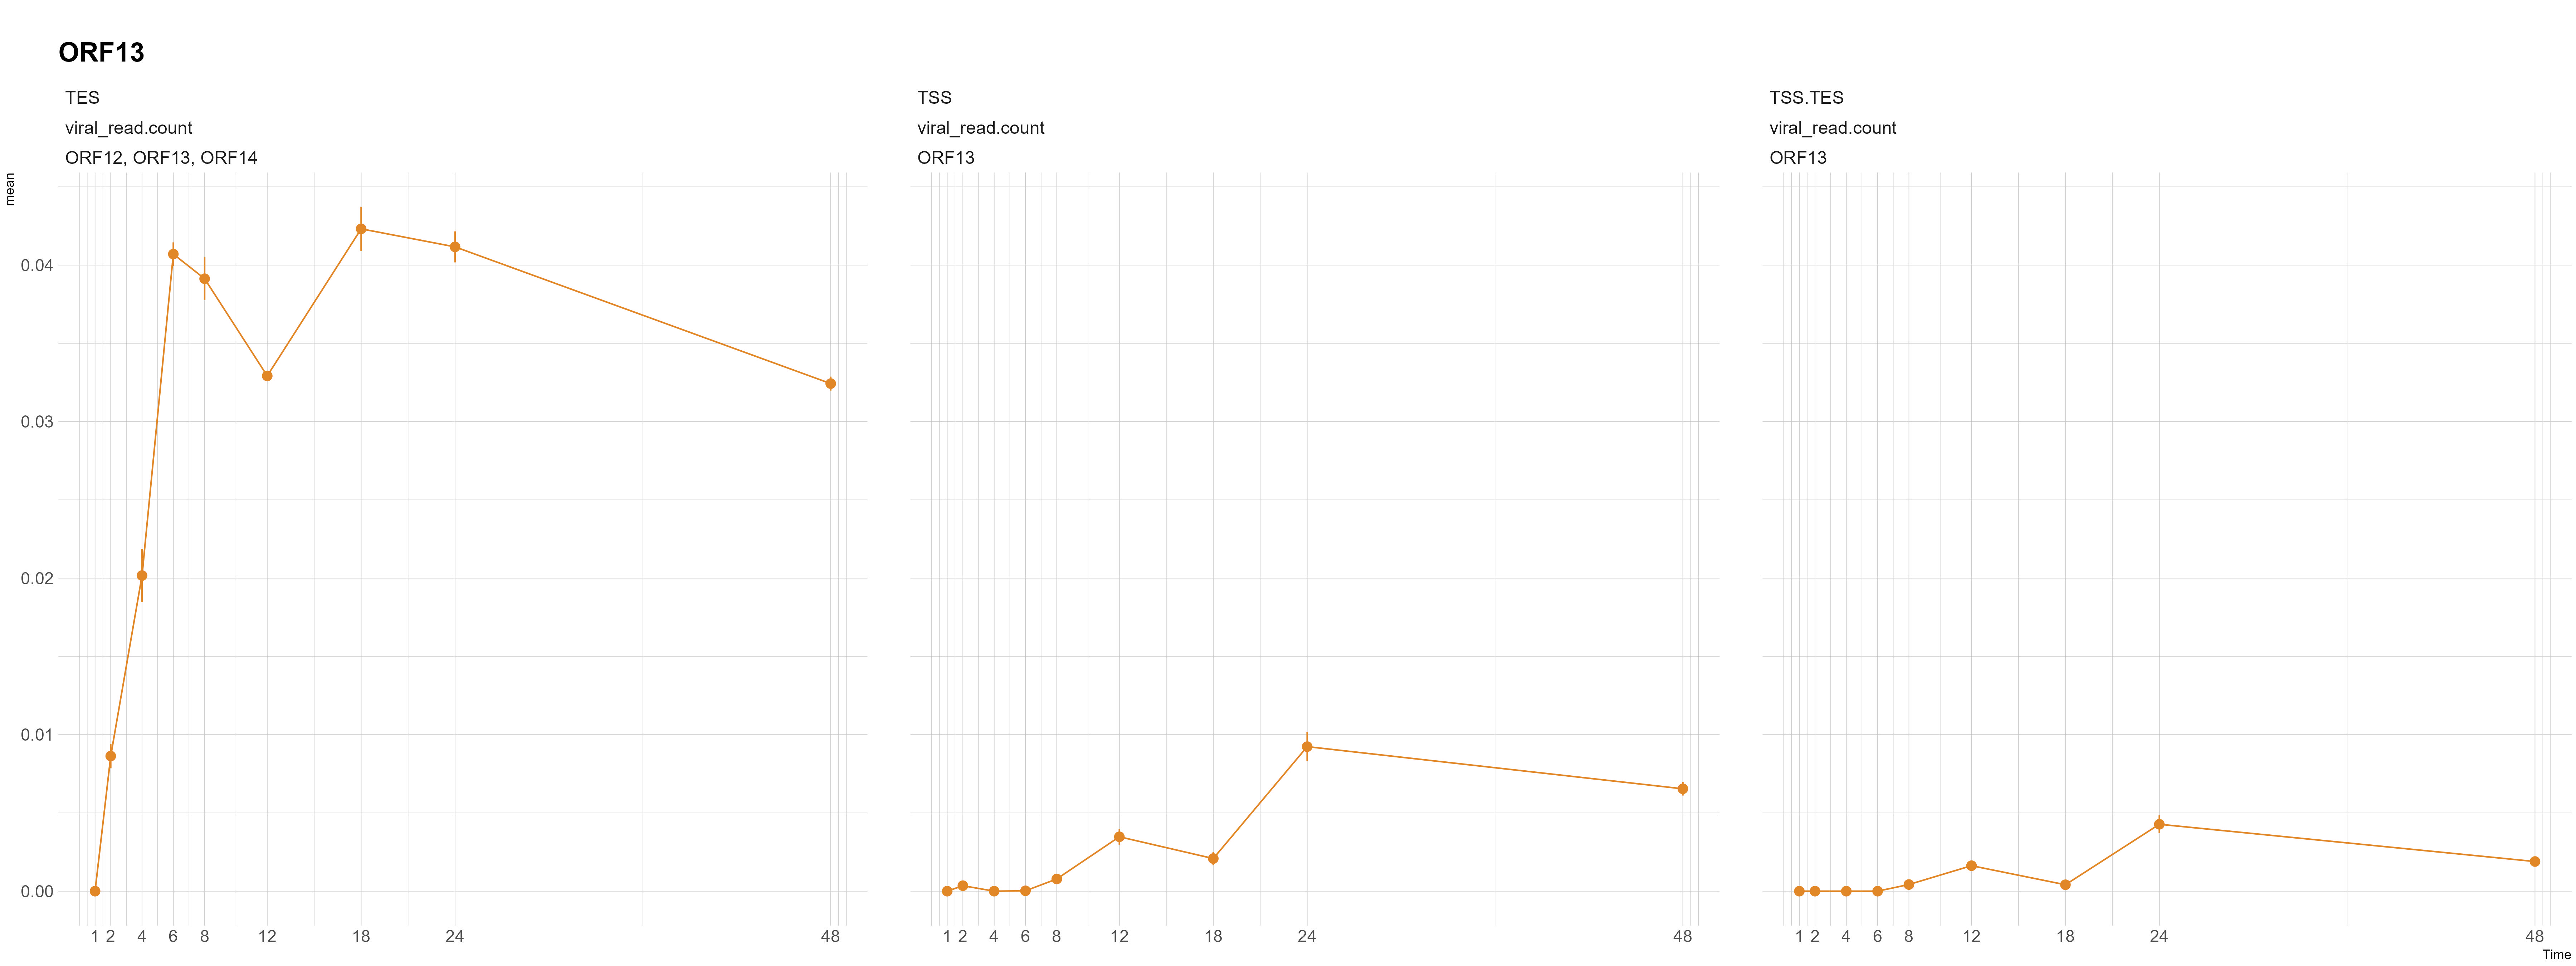 ORF13
TES
viral_read.count
ORF12, ORF13, ORF14
TSS
viral_read.count
ORF13
TSS.TES
viral_read.count
ORF13
mean
0.04
0.03
0.02
0.01
0.00
1 2 4 6 8 12 18 24 48
1 2 4 6 8 12 18 24 48
1 2 4 6 8 12 18 24 48
Time